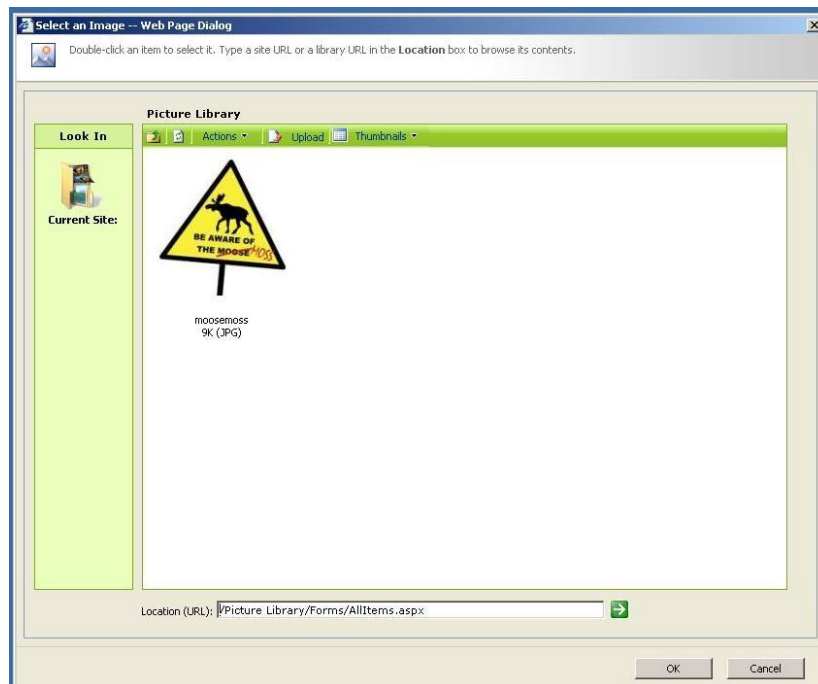 Select an Image -- Web Page Dialog
Double-click an item to select it. Type a site URL or a library URL in the Location box to browse its contents.
Picture Library
Look In
Actions Upload Thumbnails
Current Site:
BE AWARE OF
THE MOOSE MOSS
moosemoss
9K (JPG)
Location (URL): /Picture Library/Forms/AllItems.aspx
OK Cancel